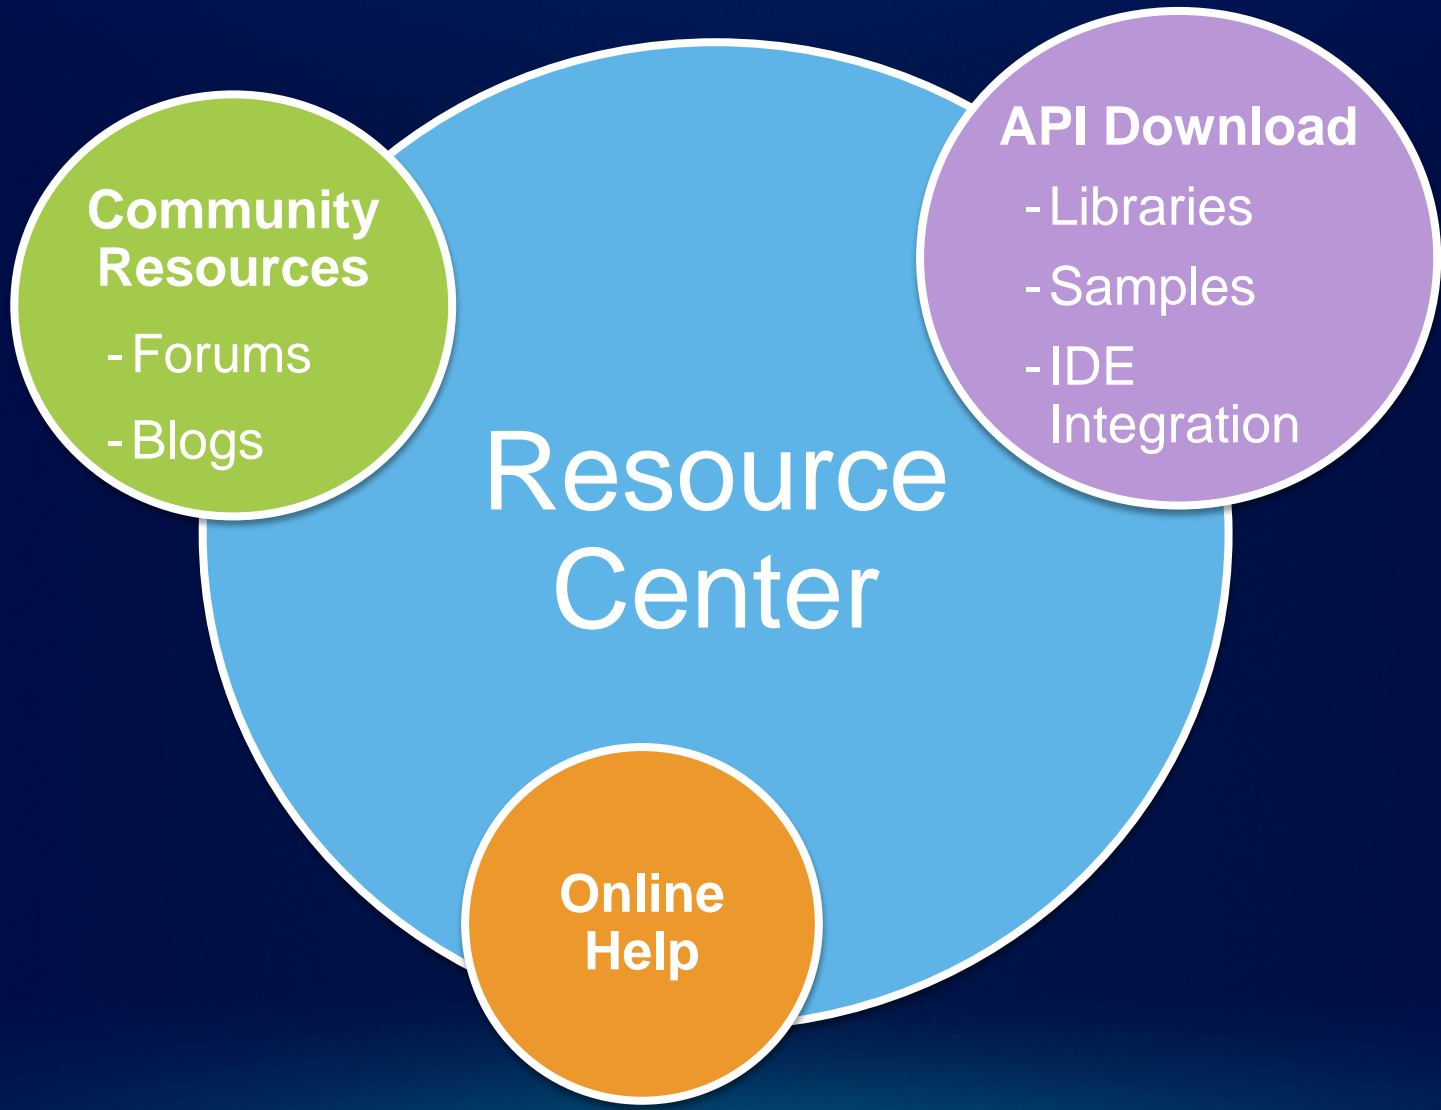 Community
Resources
- Forums
- Blogs
API Download
- Libraries
- Samples
- IDE
Integration
Resource
Center
Online
Help